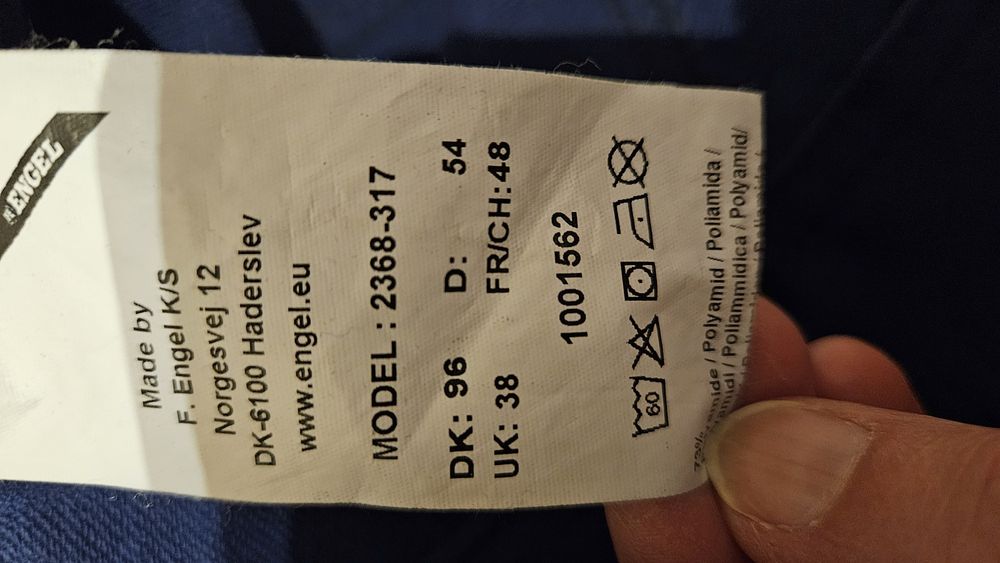 ENGEL
Made by
F. Engel K/S
Norgesvej 12
DK-6100 Haderslev
www.engel.eu
MODEL : 2368-317
DK: 96 D: 54
UK: 38 FR/CH:48
1001562
60
/ Polyamid / Poliamida /
/ Poliammidica / Polyamid/